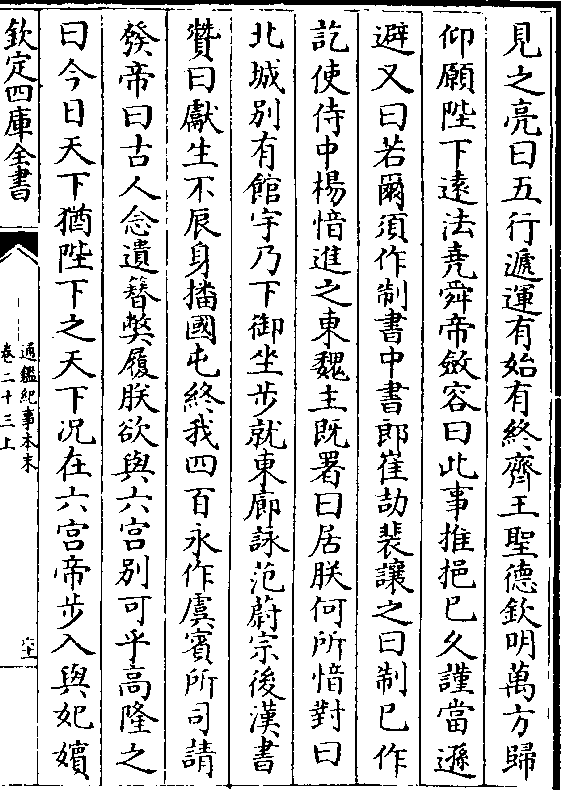 見之亮曰五行遞運有始有終齊王聖德欽明萬方歸
仰願陛下遠法堯舜帝斂容曰此事推挹已久謹當遜
避又曰若爾須作制書中書郎崔劼裴讓之曰制已作
訖使侍中楊愔進之東魏主既署曰居朕何所愔對曰
北城別有館宇乃下御坐步就東廊詠范蔚宗後漢書
贊曰獻生不辰身播國屯終我四百永作虞賓所司請
發帝曰古人念遺簪弊履朕欲與六宫別可乎高隆之
曰今日天下猶陛下之天下況在六宫帝步入與妃嬪
欽定四庫全書
通鑑紀事本末
卷二十三上